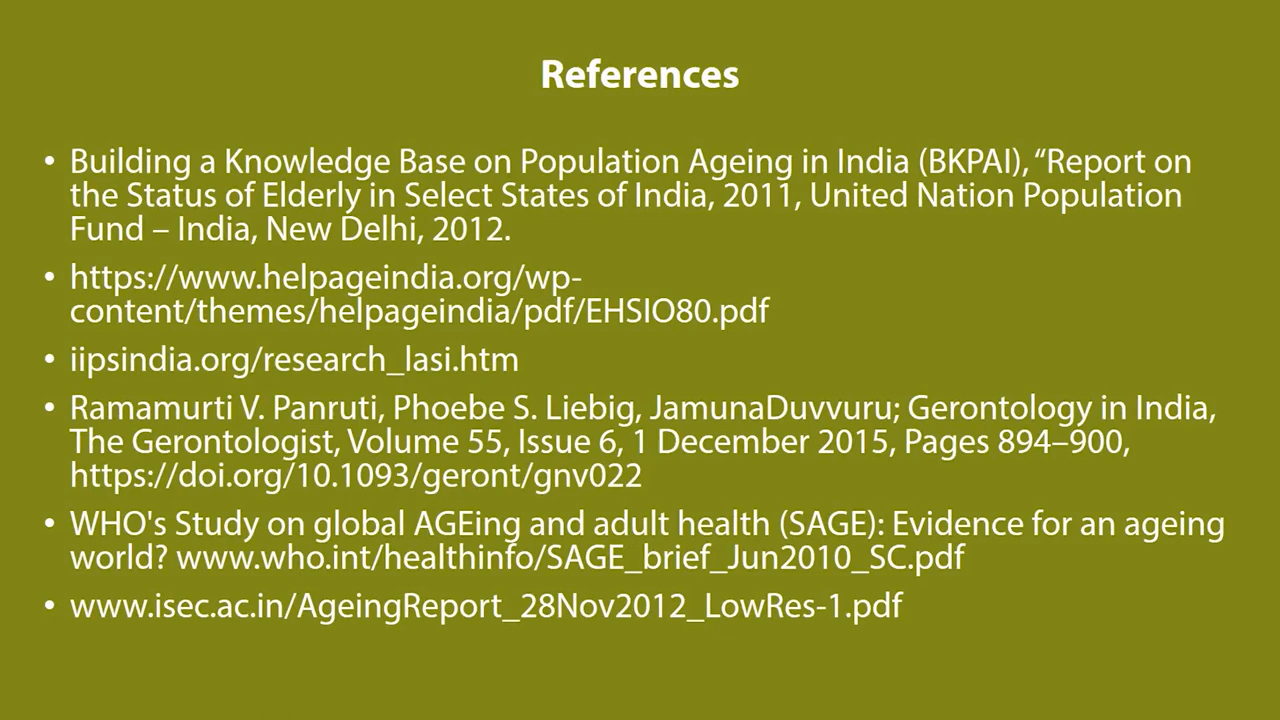 References
• Building a Knowledge Base on Population Ageing in India (BKPAI), “Report on
the Status of Elderly in Select States of India, 2011, United Nation Population
Fund – India, New Delhi, 2012.
• https://www.helpageindia.org/wp-
content/themes/helpageindia/pdf/EHSIO80.pdf
• iipsindia.org/research_lasi.htm
• Ramamurti V. Panruti, Phoebe S. Liebig, JamunaDuvvuru; Gerontology in India,
The Gerontologist, Volume 55, Issue 6, 1 December 2015, Pages 894–900,
https://doi.org/10.1093/geront/gnv022
• WHO's Study on global AGEing and adult health (SAGE): Evidence for an ageing
world? www.who.int/healthinfo/SAGE_brief_Jun2010_SC.pdf
• www.isec.ac.in/AgeingReport_28Nov2012_LowRes-1.pdf